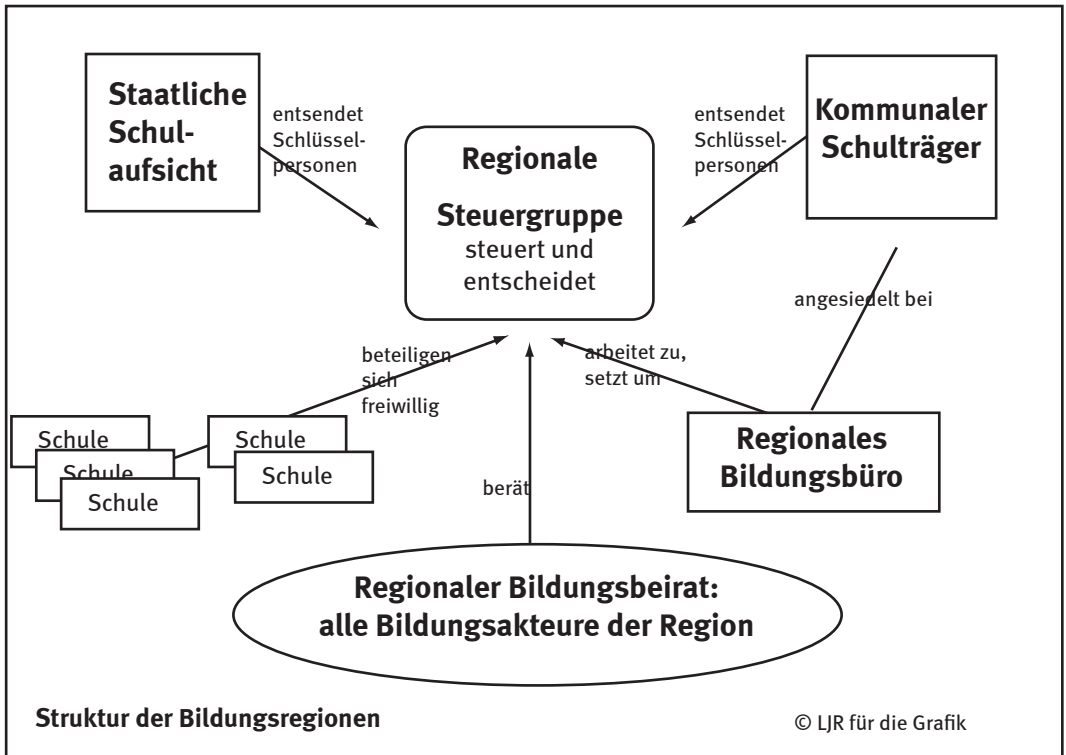 Staatliche
Schul-
aufsicht
entsendet
Schlüssel-
personen
Regionale
Steuergruppe
steuert und
entscheidet
entsendet
Schlüssel-
personen
Kommunaler
Schulträger
angesiedelt bei
beteiligen
sich
freiwillig
arbeitet zu,
setzt um
Schule
Schule
Schule
Schule
Schule
berät
Regionales
Bildungsbüro
Regionaler Bildungsbeirat:
alle Bildungsakteure der Region
Struktur der Bildungsregionen
© LJR für die Grafik